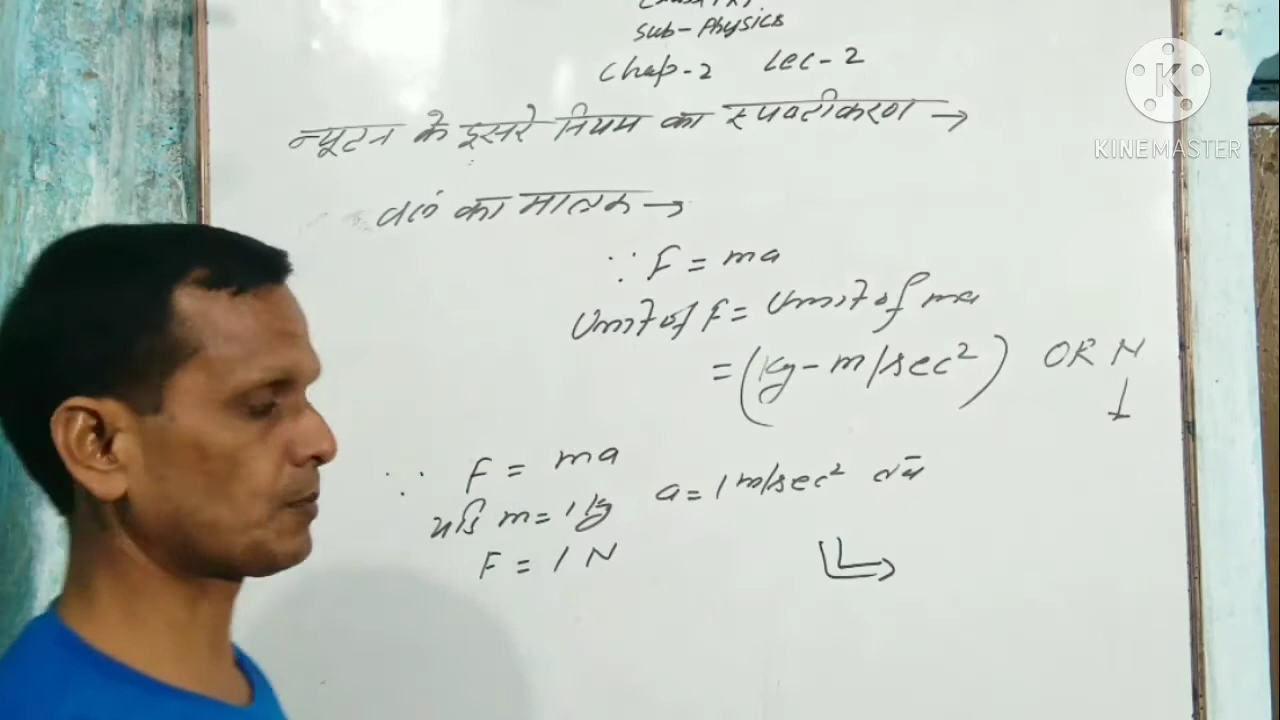 Sub-Physics
Chap-2 Lec-2
न्यूटन के दूसरे नियम का स्पष्टीकरण →
बल का मात्रक →
∵ F = ma
Unit of F = Unit of ma
= (Kg-m/sec²) OR N
↓
∵ F = ma
यदि m = 1 kg a = 1 m/sec² तब
F = 1 N
K
KINEMASTER